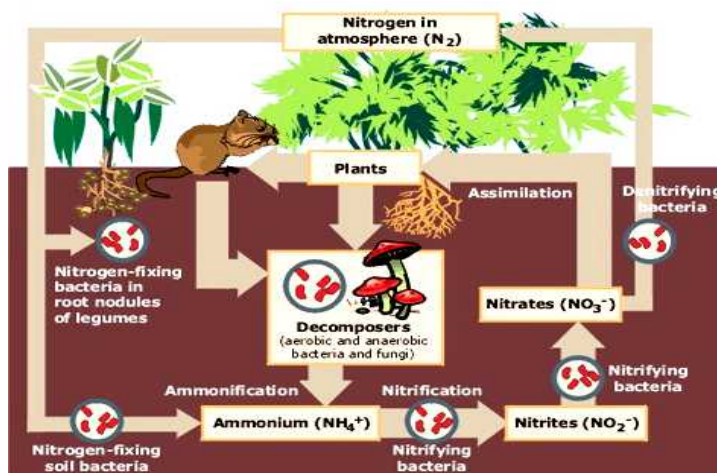 Nitrogen in
atmosphere (N₂)
Plants
Assimilation
Denitrifying
bacteria
Nitrogen-fixing
bacteria in
root nodules
of legumes
Decomposers
(aerobic and anaerobic
bacteria and fungi)
Nitrates (NO₃⁻)
Nitrifying
bacteria
Ammonification
Nitrification
Ammonium (NH₄⁺)
Nitrites (NO₂⁻)
Nitrogen-fixing
soil bacteria
Nitrifying
bacteria